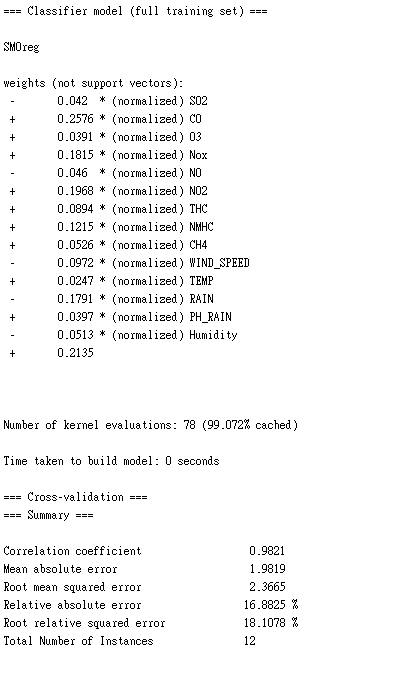 === Classifier model (full training set) ===
SMOreg
weights (not support vectors):
- 0.042 * (normalized) SO2
+ 0.2576 * (normalized) CO
+ 0.0391 * (normalized) O3
+ 0.1815 * (normalized) Nox
- 0.046 * (normalized) NO
+ 0.1968 * (normalized) NO2
+ 0.0894 * (normalized) THC
+ 0.1215 * (normalized) NMHC
+ 0.0526 * (normalized) CH4
- 0.0972 * (normalized) WIND_SPEED
+ 0.0247 * (normalized) TEMP
- 0.1791 * (normalized) RAIN
+ 0.0397 * (normalized) PH_RAIN
- 0.0513 * (normalized) Humidity
+ 0.2135
Number of kernel evaluations: 78 (99.072% cached)
Time taken to build model: 0 seconds
=== Cross-validation ===
=== Summary ===
Correlation coefficient 0.9821
Mean absolute error 1.9819
Root mean squared error 2.3665
Relative absolute error 16.8825 %
Root relative squared error 18.1078 %
Total Number of Instances 12